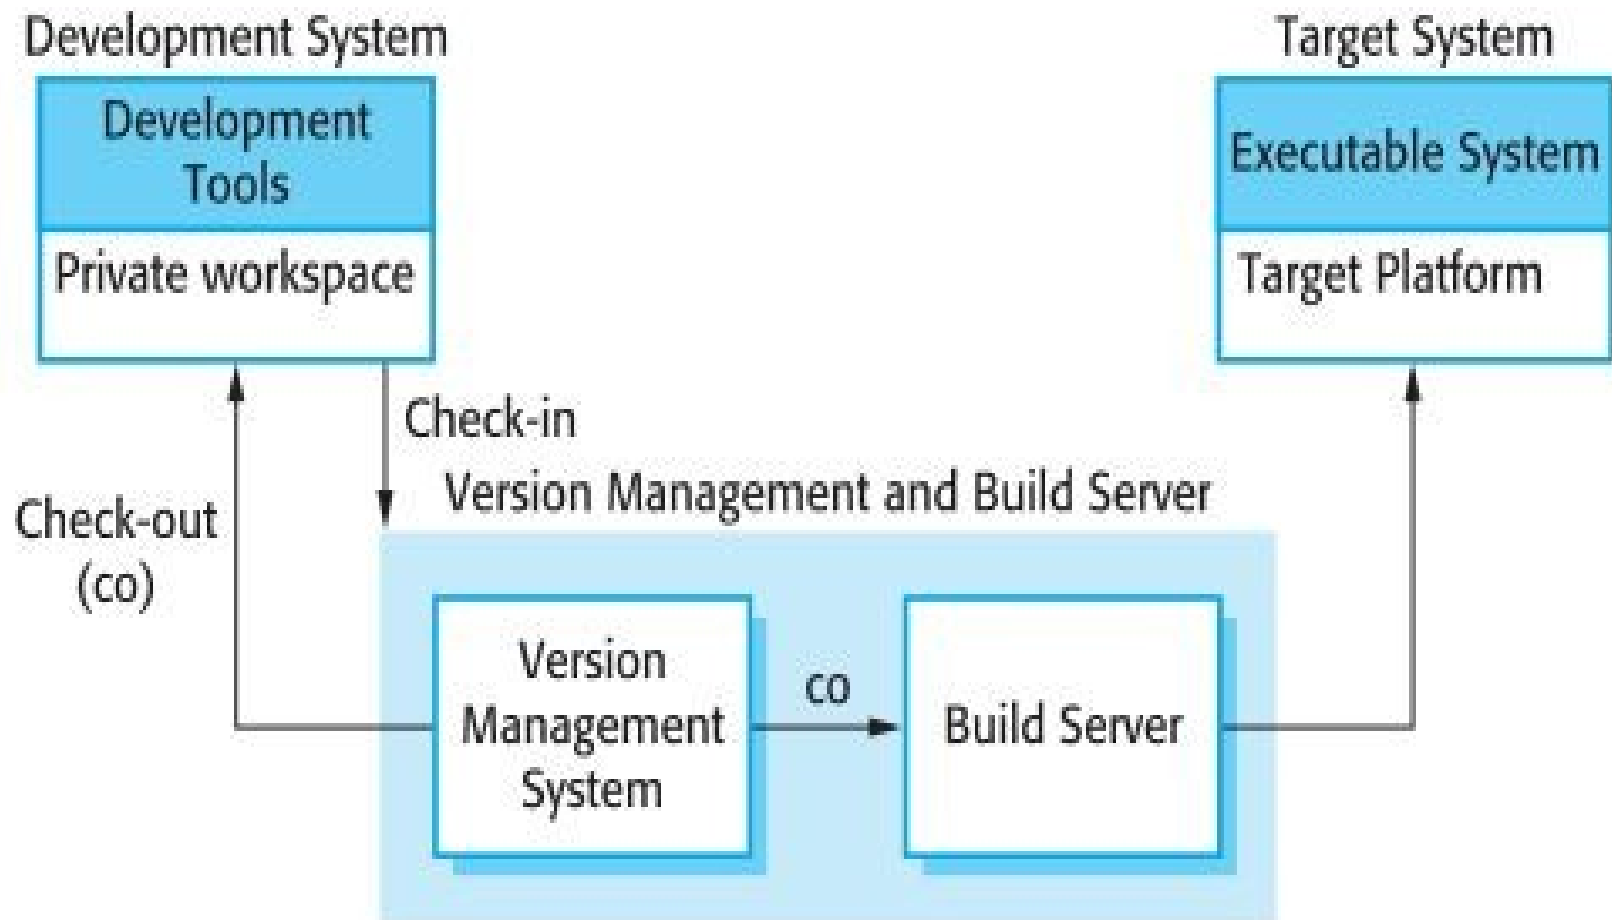 Development System
Target System
Development
Tools
Executable System
Private workspace
Target Platform
Check-in
Version Management and Build Server
Check-out
(co)
Version
Management
System
co
Build Server